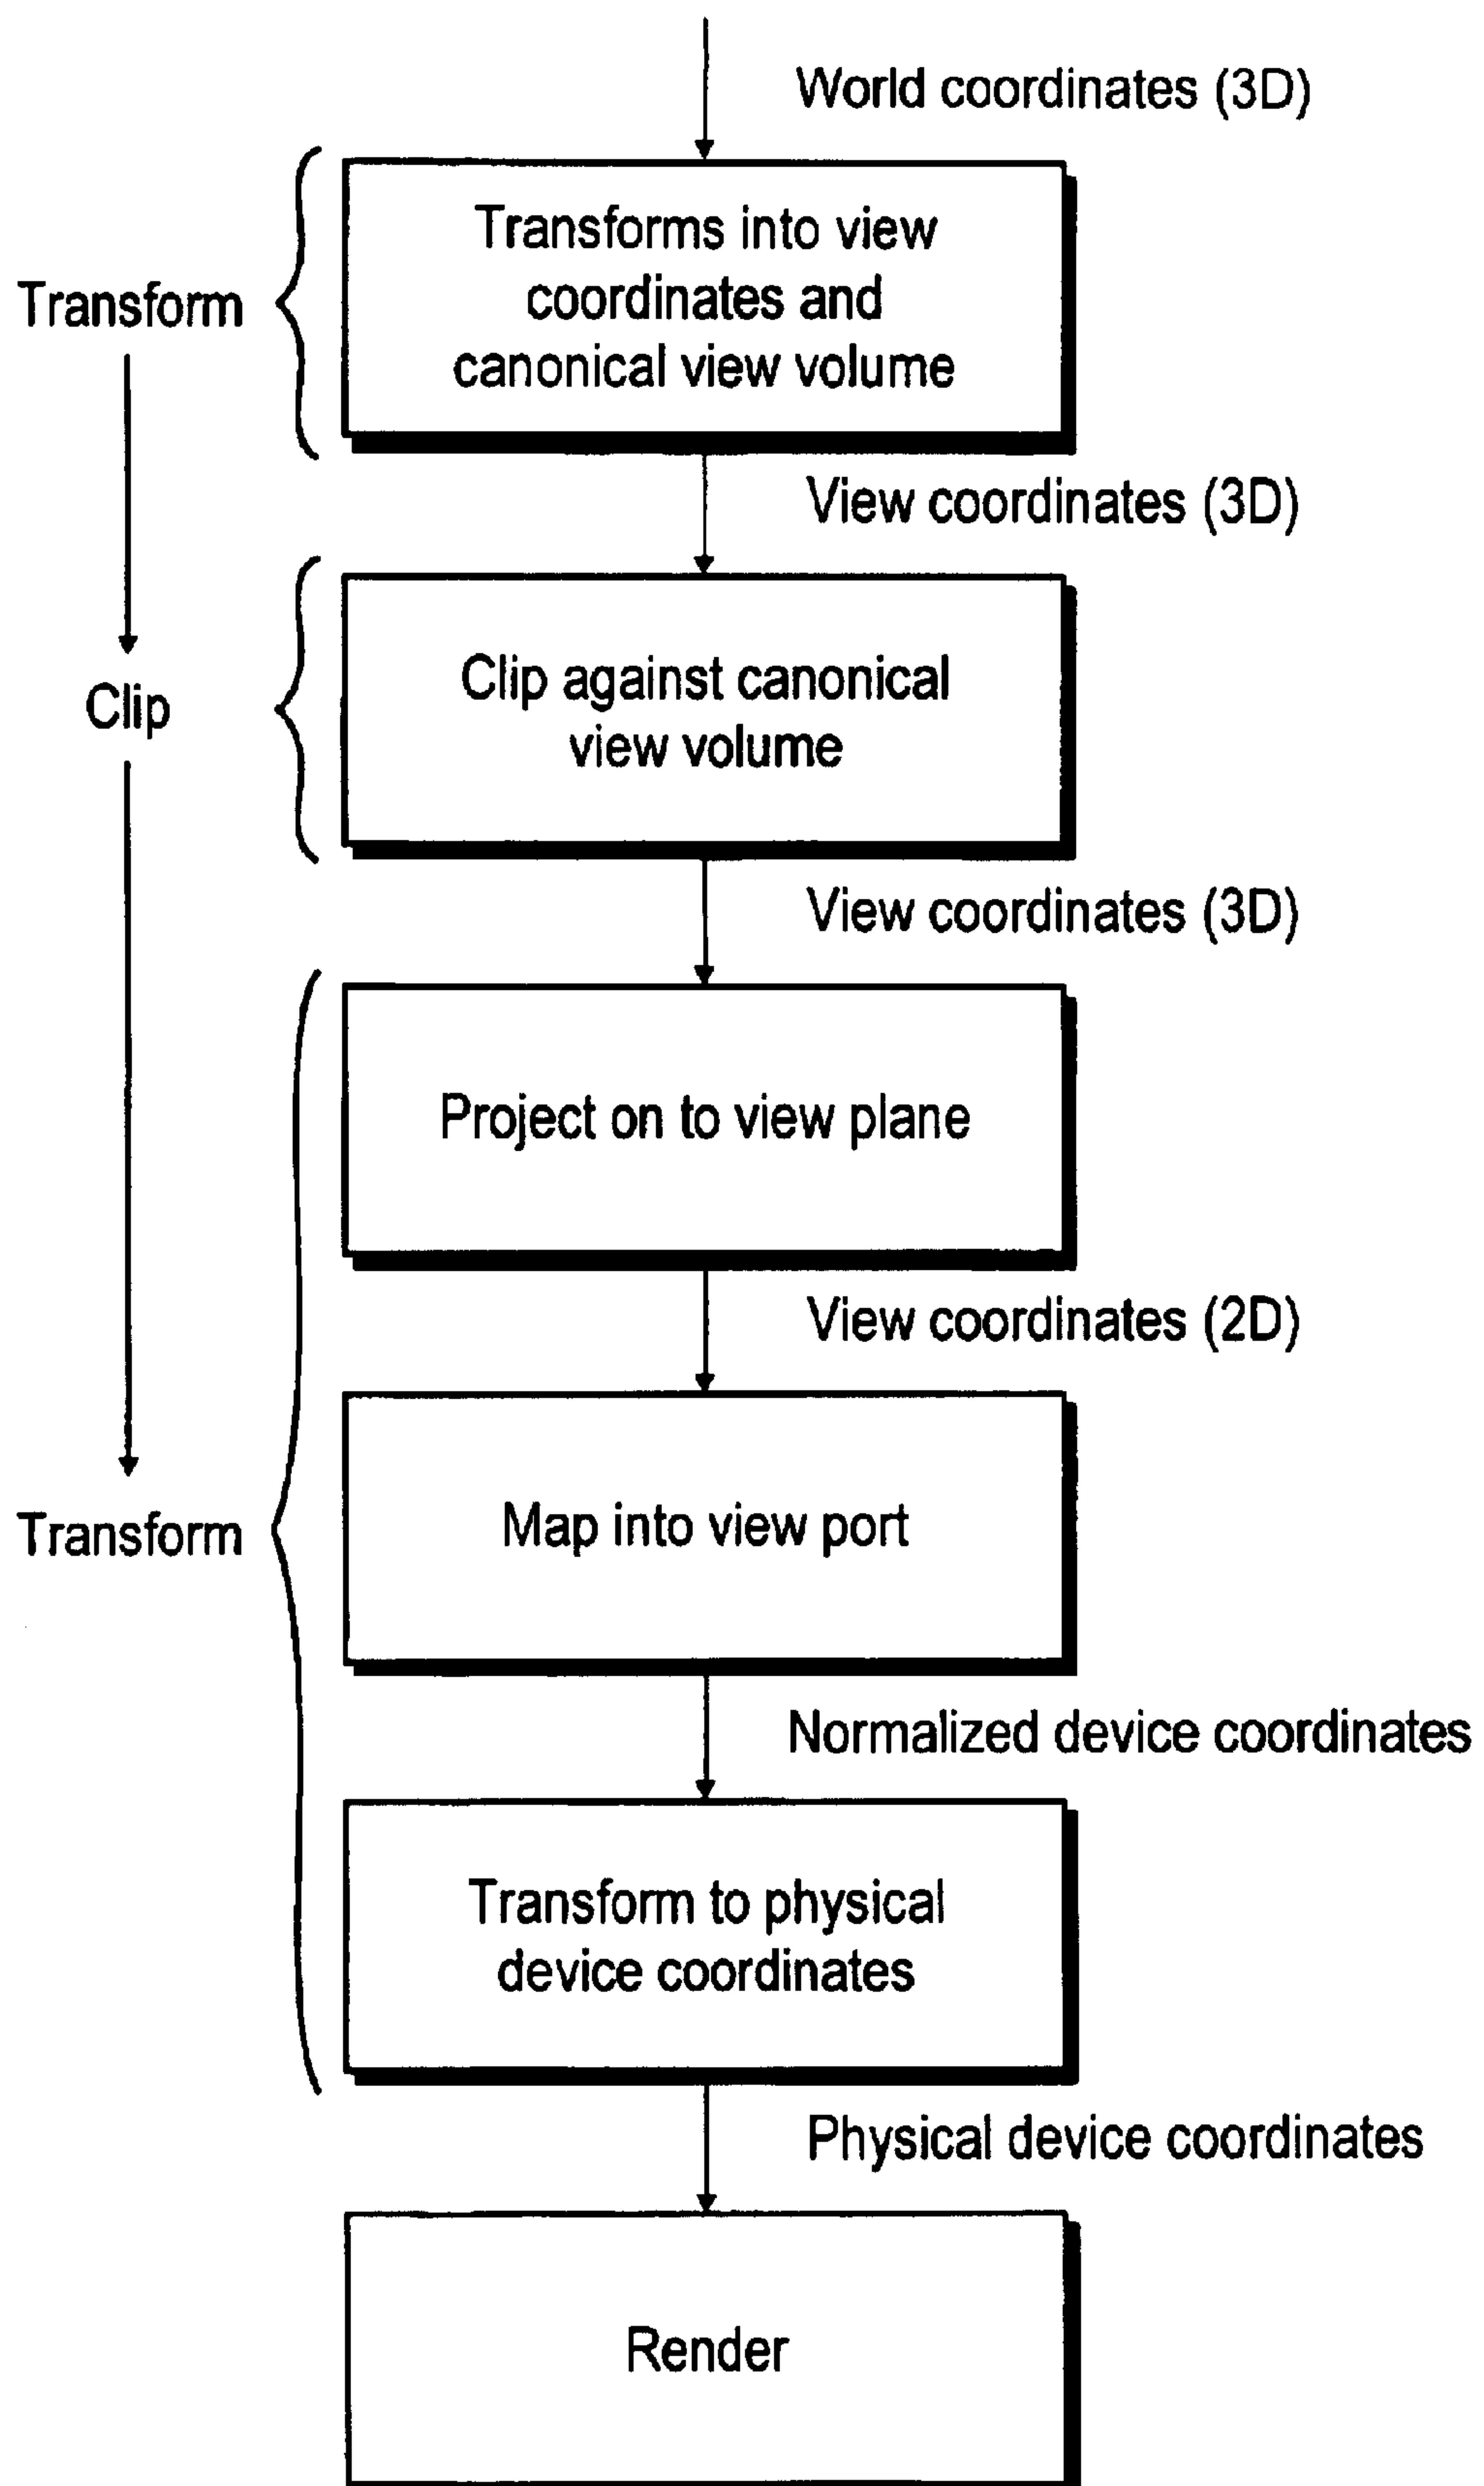 World coordinates (3D)
Transforms into view
coordinates and
canonical view volume
Transform
View coordinates (3D)
Clip against canonical
view volume
Clip
View coordinates (3D)
Project on to view plane
View coordinates (2D)
Map into view port
Transform
Normalized device coordinates
Transform to physical
device coordinates
Physical device coordinates
Render